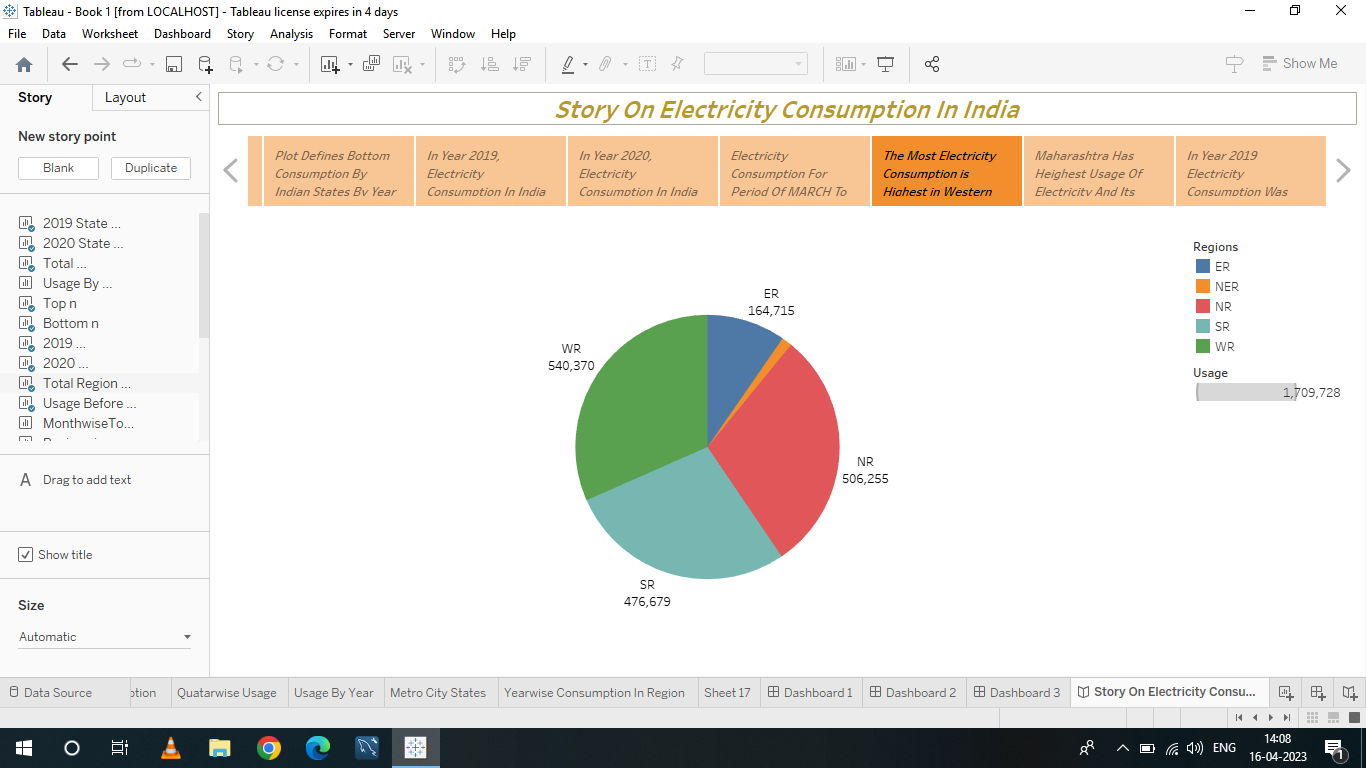 Tableau - Book 1 [from LOCALHOST] - Tableau license expires in 4 days
File Data Worksheet Dashboard Story Analysis Format Server Window Help
Show Me
Story Layout
New story point
Blank Duplicate
2019 State ...
2020 State ...
Total ...
Usage By ...
Top n
Bottom n
2019 ...
2020 ...
Total Region ...
Usage Before ...
MonthwiseTo...
A Drag to add text
Show title
Size
Automatic
Story On Electricity Consumption In India
Plot Defines Bottom
Consumption By
Indian States By Year
In Year 2019,
Electricity
Consumption In India
In Year 2020,
Electricity
Consumption In India
Electricity
Consumption For
Period Of MARCH To
The Most Electricity
Consumption is
Highest in Western
Maharashtra Has
Heighest Usage Of
Electricity And Its
In Year 2019
Electricity
Consumption Was
ER
164,715
WR
540,370
NR
506,255
SR
476,679
Regions
ER
NER
NR
SR
WR
Usage
1,709,728
Data Source ption Quatarwise Usage Usage By Year Metro City States Yearwise Consumption In Region Sheet 17 Dashboard 1 Dashboard 2 Dashboard 3 Story On Electricity Consu...
ENG
14:08
16-04-2023
1